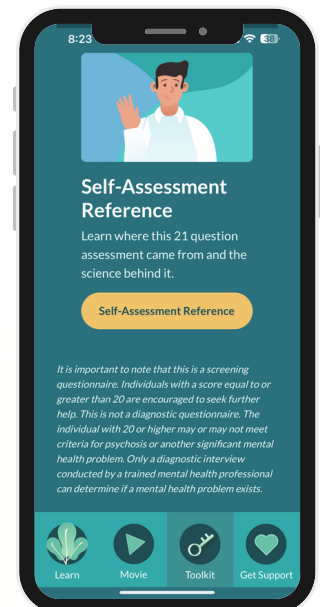 8:23
38
Self-Assessment
Reference
Learn where this 21 question
assessment came from and the
science behind it.
Self-Assessment Reference
It is important to note that this is a screening
questionnaire. Individuals with a score equal to or
greater than 20 are encouraged to seek further
help. This is not a diagnostic questionnaire. The
individual with 20 or higher may or may not meet
criteria for psychosis or another significant mental
health problem. Only a diagnostic interview
conducted by a trained mental health professional
can determine if a mental health problem exists.
Learn Movie Toolkit Get Support